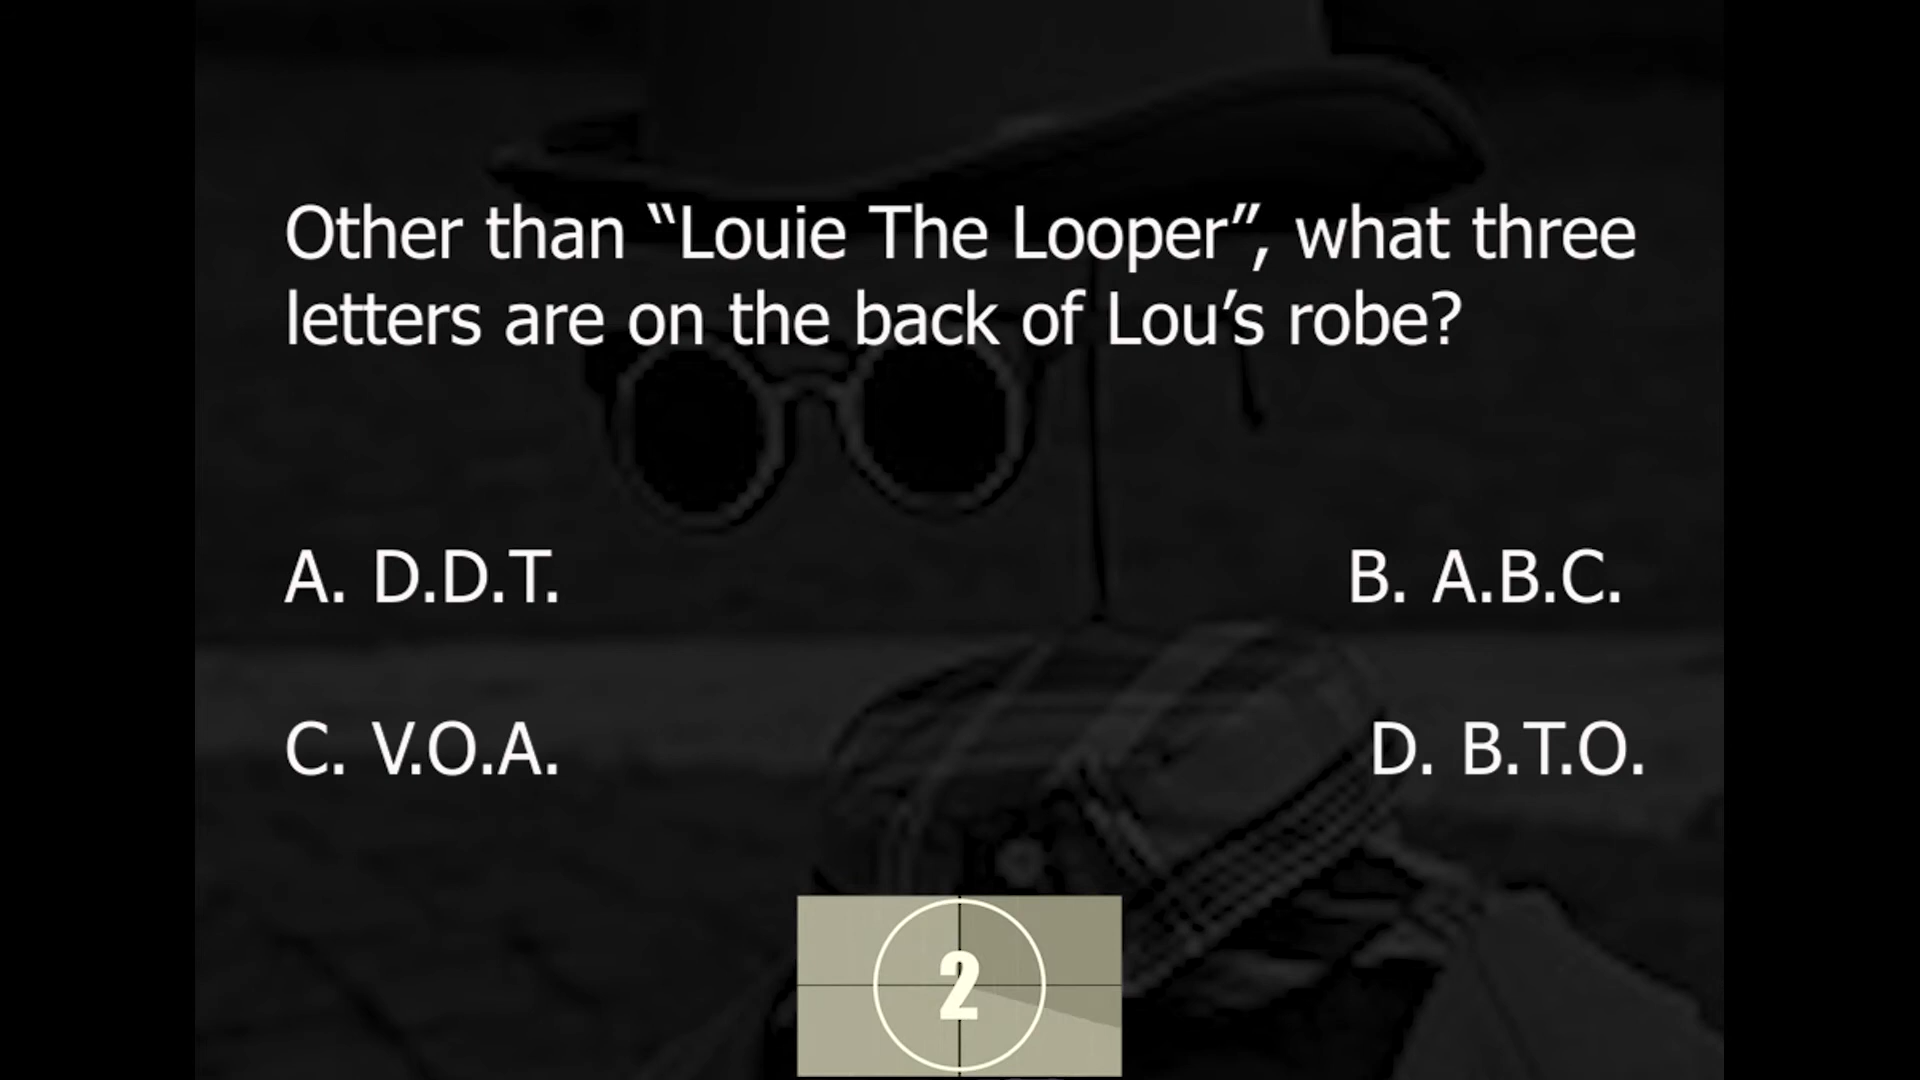 Other than “Louie The Looper”, what three
letters are on the back of Lou’s robe?
A. D.D.T.
B. A.B.C.
C. V.O.A.
D. B.T.O.
2